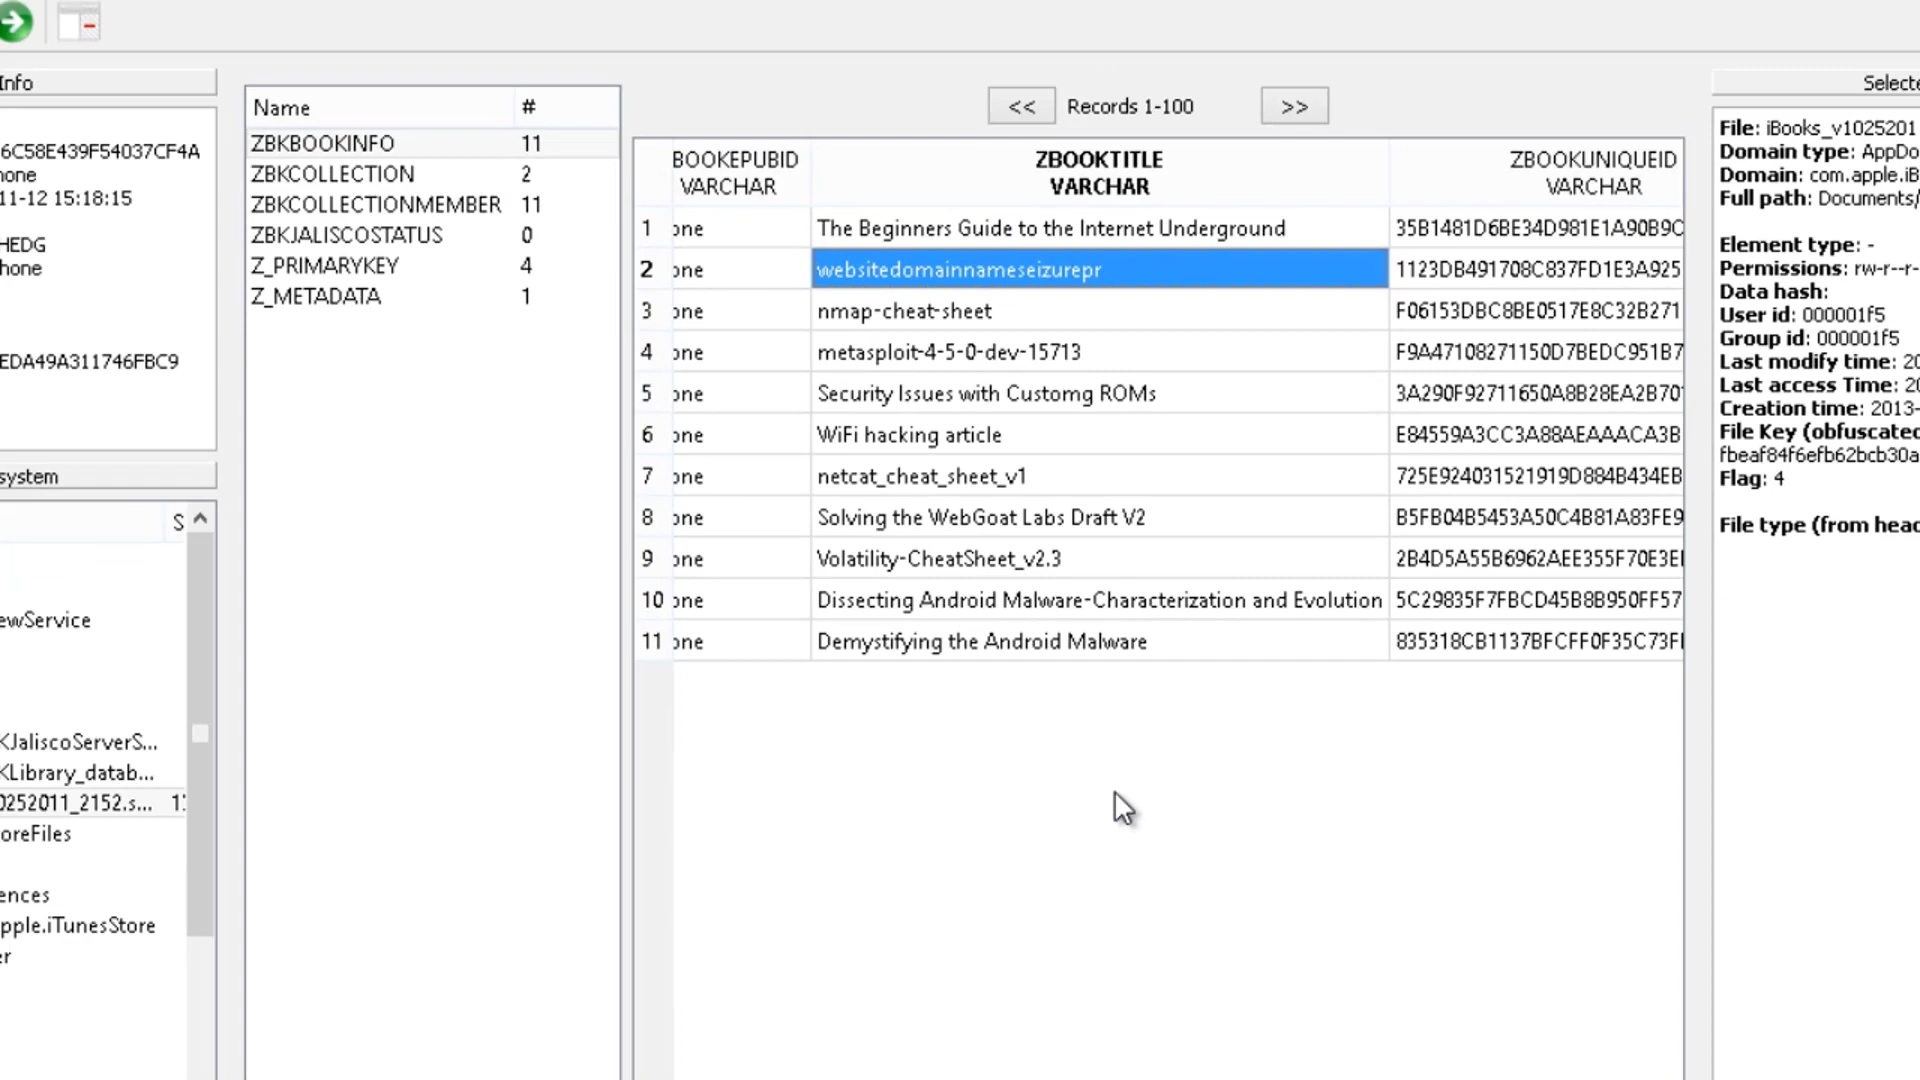 Info
6C58E439F54037CF4A
hone
11-12 15:18:15
HEDG
hone
EDA49A311746FBC9
system
S
ewService
KJaliscoServerS...
KLibrary_datab...
0252011_2152.s...
oreFiles
ences
pple.iTunesStore
er
Name #
ZBKBOOKINFO 11
ZBKCOLLECTION 2
ZBKCOLLECTIONMEMBER 11
ZBKJALISCOSTATUS 0
Z_PRIMARYKEY 4
Z_METADATA 1
<< Records 1-100 >>
BOOKEPUBID ZBOOKTITLE ZBOOKUNIQUEID
VARCHAR VARCHAR VARCHAR
1 one The Beginners Guide to the Internet Underground 35B1481D6BE34D981E1A90B9C
2 one websitedomainnameseizurepr 1123DB491708C837FD1E3A925
3 one nmap-cheat-sheet F06153DBC8BE0517E8C32B271
4 one metasploit-4-5-0-dev-15713 F9A47108271150D7BEDC951B7
5 one Security Issues with Customg ROMs 3A290F92711650A8B28EA2B70
6 one WiFi hacking article E84559A3CC3A88AEAAACA3B
7 one netcat_cheat_sheet_v1 725E924031521919D884B434EB
8 one Solving the WebGoat Labs Draft V2 B5FB04B5453A50C4B81A83FE9
9 one Volatility-CheatSheet_v2.3 2B4D5A55B6962AEE355F70E3E
10 one Dissecting Android Malware-Characterization and Evolution 5C29835F7FBCD45B8B950FF57
11 one Demystifying the Android Malware 835318CB1137BFCFF0F35C73F
Selecte
File: iBooks_v1025201
Domain type: AppDo
Domain: com.apple.iB
Full path: Documents/
Element type: -
Permissions: rw-r--r-
Data hash:
User id: 000001f5
Group id: 000001f5
Last modify time: 20
Last access Time: 20
Creation time: 2013-
File Key (obfuscated
fbeaf84f6efb62bcb30a
Flag: 4
File type (from head